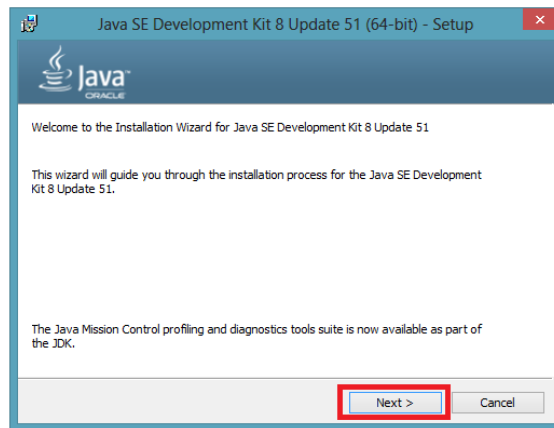 Java SE Development Kit 8 Update 51 (64-bit) - Setup
Java™
ORACLE
Welcome to the Installation Wizard for Java SE Development Kit 8 Update 51
This wizard will guide you through the installation process for the Java SE Development
Kit 8 Update 51.
The Java Mission Control profiling and diagnostics tools suite is now available as part of
the JDK.
Next >
Cancel